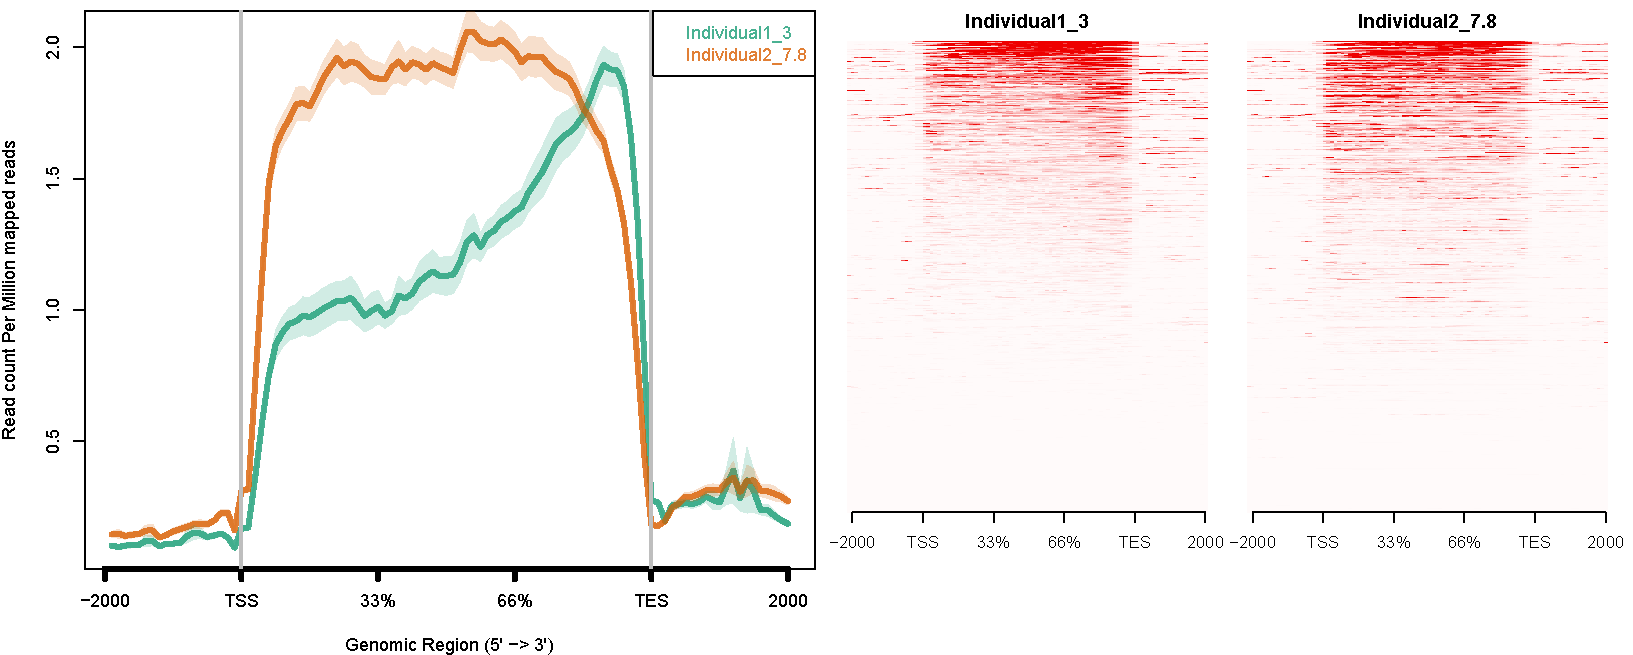 Individual1_3
Individual2_7.8
Read count Per Million mapped reads
2.0
1.5
1.0
0.5
−2000 TSS 33% 66% TES 2000
Genomic Region (5' −> 3')
Individual1_3
−2000 TSS 33% 66% TES 2000
Individual2_7.8
−2000 TSS 33% 66% TES 2000